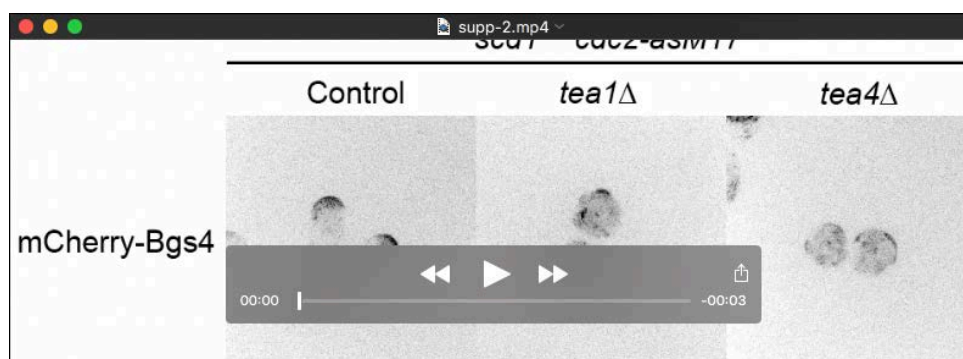 supp-2.mp4
Control tea1Δ tea4Δ
mCherry-Bgs4
00:00 -00:03